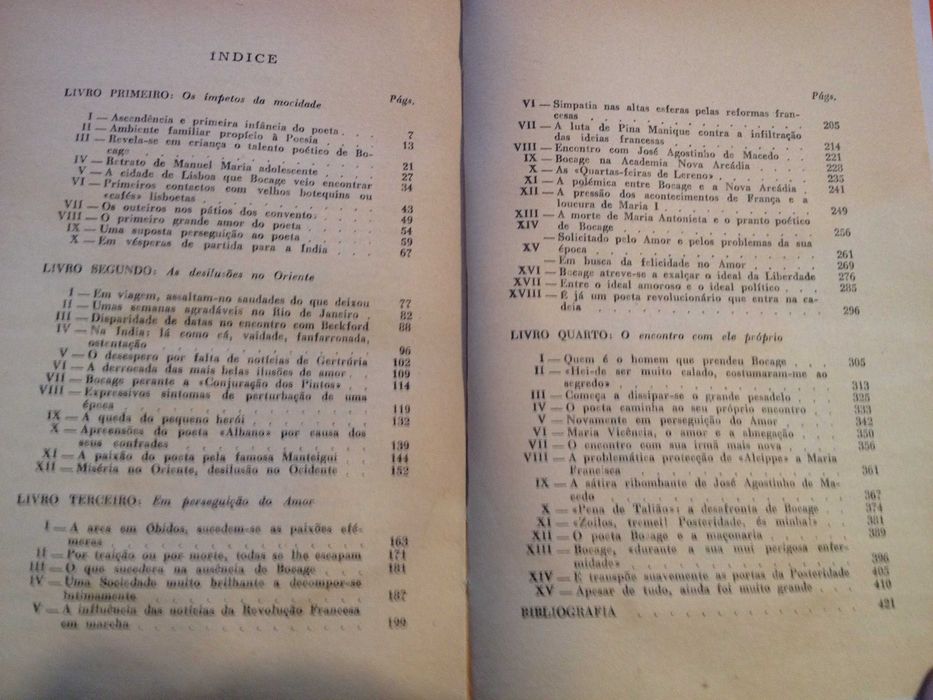 ÍNDICE
LIVRO PRIMEIRO: Os ímpetos da mocidade Págs.
I — Ascendência e primeira infância do poeta . . . 7
II — Ambiente familiar propício à Poesia . . . 13
III — Revela-se em criança o talento poético de Bo-
cage . . . 21
IV — Retrato de Manuel Maria adolescente . . . 27
V — A cidade de Lisboa que Bocage veio encontrar 34
VI — Primeiros contactos com velhos botequins ou
«cafés» lisboetas . . . 43
VII — Os outeiros nos pátios dos conventos . . . 49
VIII — O primeiro grande amor do poeta . . . 54
IX — Uma suposta perseguição ao poeta . . . 59
X — Em vésperas de partida para a Índia . . . 67
LIVRO SEGUNDO: As desilusões no Oriente
I — Em viagem, assaltam-no saudades do que deixou 77
II — Umas semanas agradáveis no Rio de Janeiro . 82
III — Disparidade de datas no encontro com Beckford 88
IV — Na Índia: lá como cá, vaidade, fanfarronada,
ostentação . . . 96
V — O desespero por falta de notícias de Gertrúria 102
VI — A derrocada das mais belas ilusões de amor . 109
VII — Bocage perante a «Conjuração dos Pintos» . 114
VIII — Expressivos sintomas de perturbação de uma
época . . . 119
IX — A queda do pequeno herói . . . 132
X — Apreensões do poeta «Albano» por causa dos
seus confrades . . . 139
XI — A paixão do poeta pela famosa Manteigui . 144
XII — Miséria no Oriente, desilusão no Ocidente . 152
LIVRO TERCEIRO: Em perseguição do Amor
I — A arca em Óbidos, sucedem-se as paixões efé-
meras . . . 163
II — Por traição ou por morte, todas se lhe escapam 171
III — O que sucedera na ausência de Bocage . . 181
IV — Uma Sociedade muito brilhante a decompor-se
intimamente . . . 187
V — A influência das notícias da Revolução Francesa
em marcha . . . 199
Págs.
VI — Simpatia nas altas esferas pelas reformas fran-
cesas . . . 205
VII — A luta de Pina Manique contra a infiltração
das ideias francesas . . . 214
VIII — Encontro com José Agostinho de Macedo . . 221
IX — Bocage na Academia Nova Arcádia . . . 228
X — As «Quartas-feiras de Lereno» . . . 235
XI — A polémica entre Bocage e a Nova Arcádia . 241
XII — A pressão dos acontecimentos de França e a
loucura de Maria I . . . 249
XIII — A morte de Maria Antonieta e o pranto poético
XIV de Bocage . . . 256
— Solicitado pelo Amor e pelos problemas da sua
XV época . . . 261
— Em busca da felicidade no Amor . . . 269
XVI — Bocage atreve-se a exalçar o ideal da Liberdade 276
XVII — Entre o ideal amoroso e o ideal político . . 285
XVIII — É já um poeta revolucionário que entra na ca-
deia . . . 296
LIVRO QUARTO: O encontro com ele próprio
I — Quem é o homem que prendeu Bocage . . . 305
II — «Hei-de ser muito calado, costumaram-me ao
segredo» . . . 313
III — Começa a dissipar-se o grande pesadelo . . 325
IV — O poeta caminha ao seu próprio encontro . . 333
V — Novamente em perseguição do Amor . . . 342
VI — Maria Vicência, o amor e a abnegação . . . 350
VII — O encontro com sua irmã mais nova . . . 356
VIII — A problemática protecção de «Alcippe» a Maria
Francisca . . . 361
IX — A sátira ribombante de José Agostinho de Ma-
cedo . . . 367
X — «Pena de Talião»: a desafronta de Bocage . 374
XI — «Zoilos, tremei! Posteridade, és minha!» . . 381
XII — O poeta Bocage e a maçonaria . . . 389
XIII — Bocage, «durante a sua mui perigosa enfer-
midade» . . . 396
XIV — E transpõe suavemente as portas da Posteridade 405
XV — Apesar de tudo, ainda foi muito grande . . 410
BIBLIOGRAFIA . . . 421